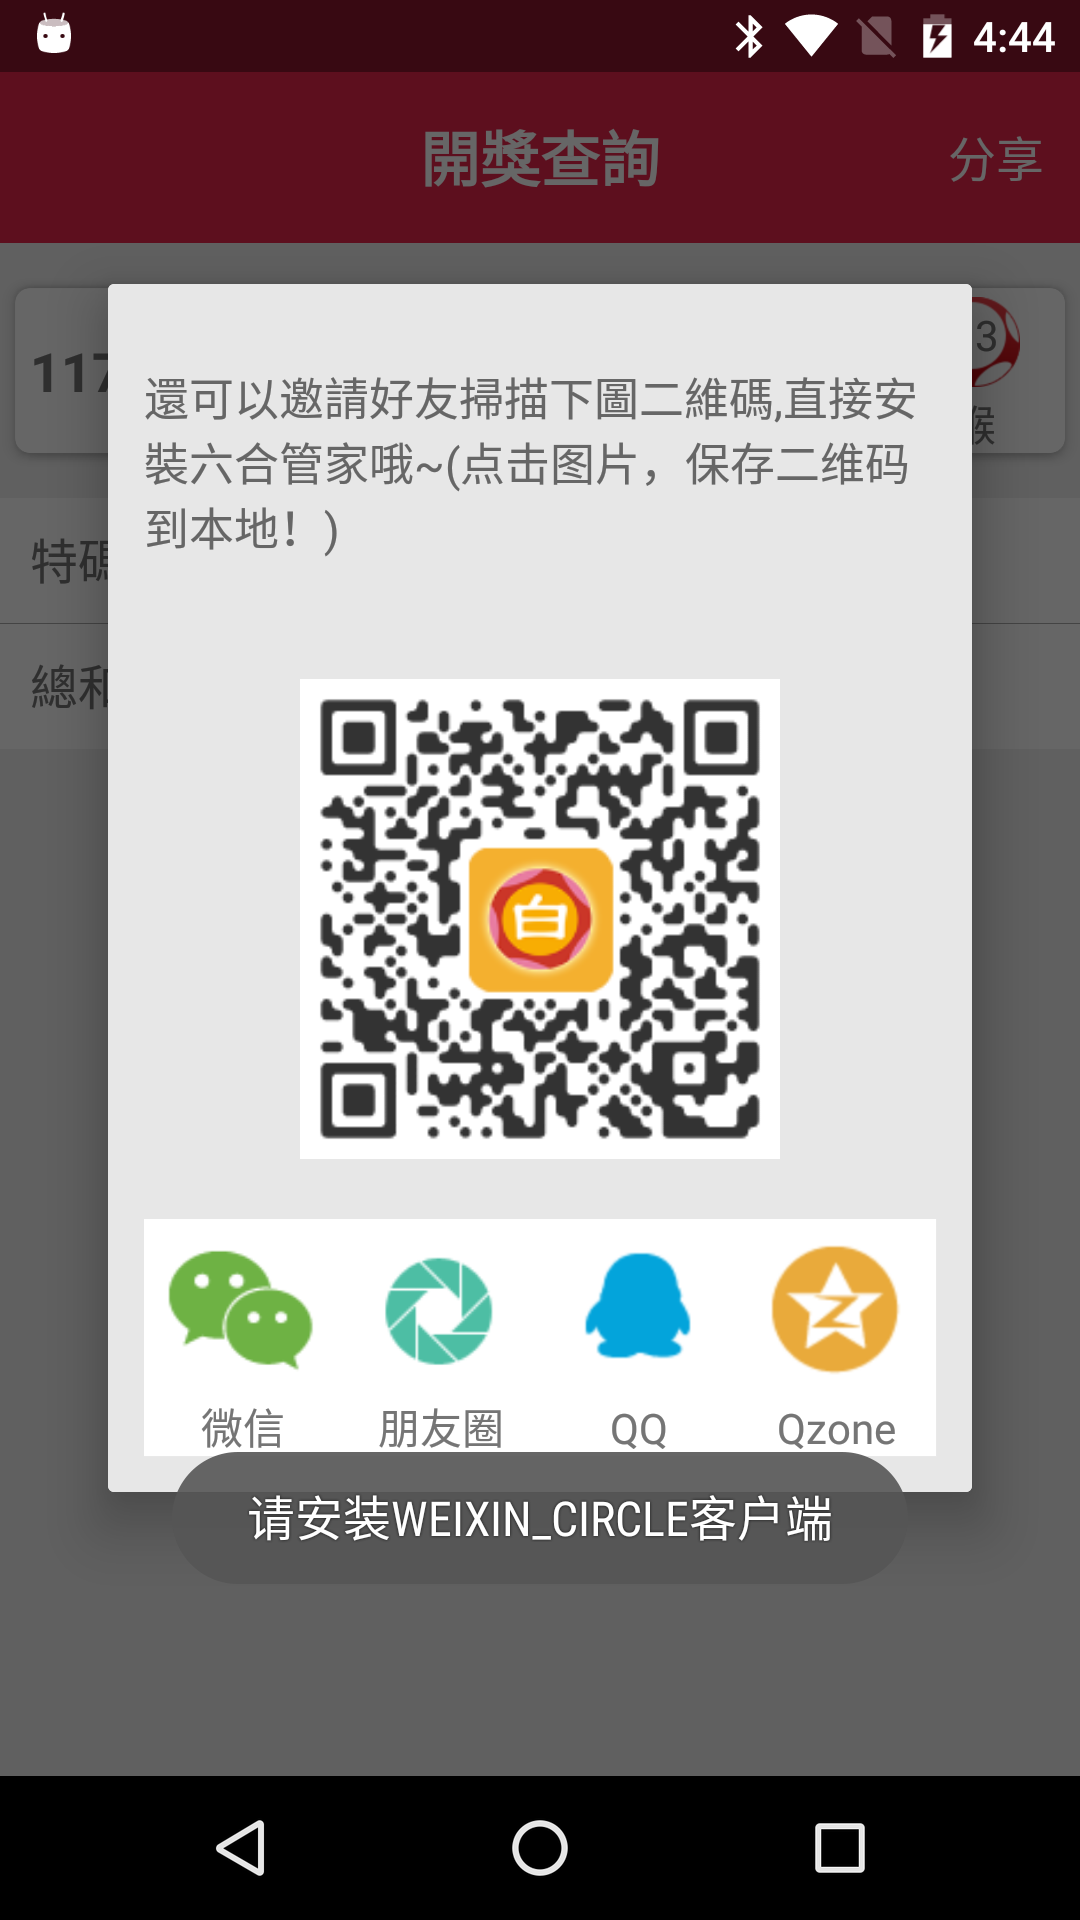 4:44
開獎查詢
分享
117
3
猴
還可以邀請好友掃描下圖二維碼,直接安
裝六合管家哦~(点击图片，保存二维码
到本地！)
特碼
總和
白
微信
朋友圈
QQ
Qzone
请安装WEIXIN_CIRCLE客户端